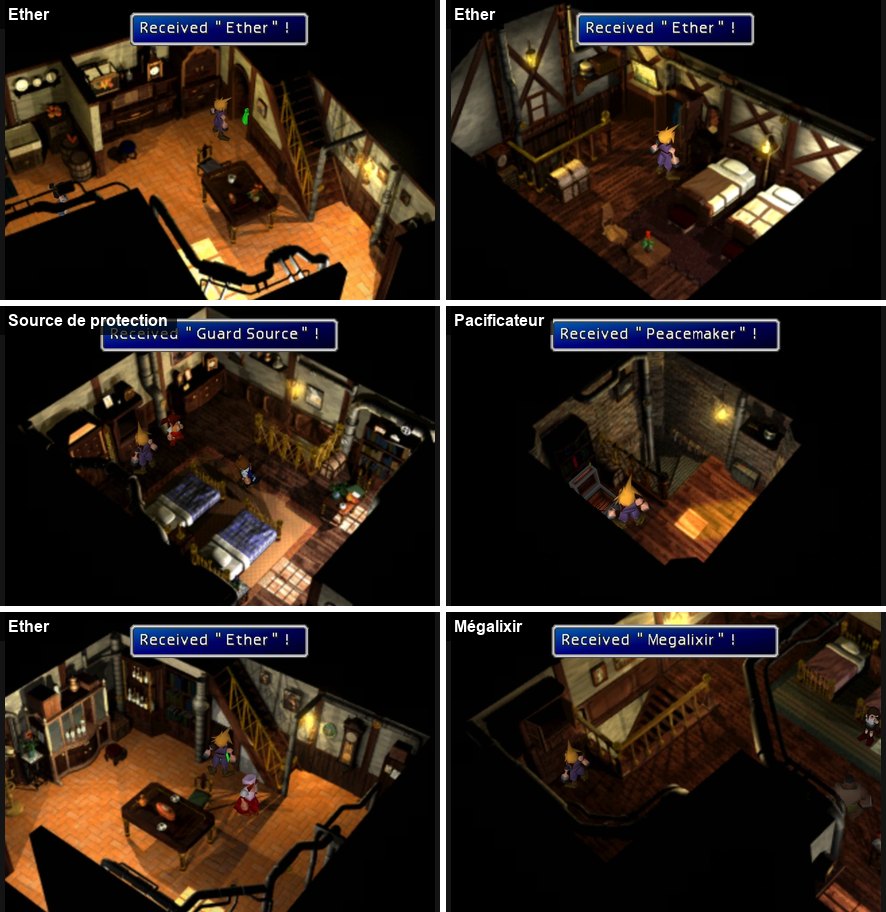 Ether
Received "Ether" !
Ether
Received "Ether" !
Source de protection
Received "Guard Source" !
Pacificateur
Received "Peacemaker" !
Ether
Received "Ether" !
Mégalixir
Received "Megalixir" !